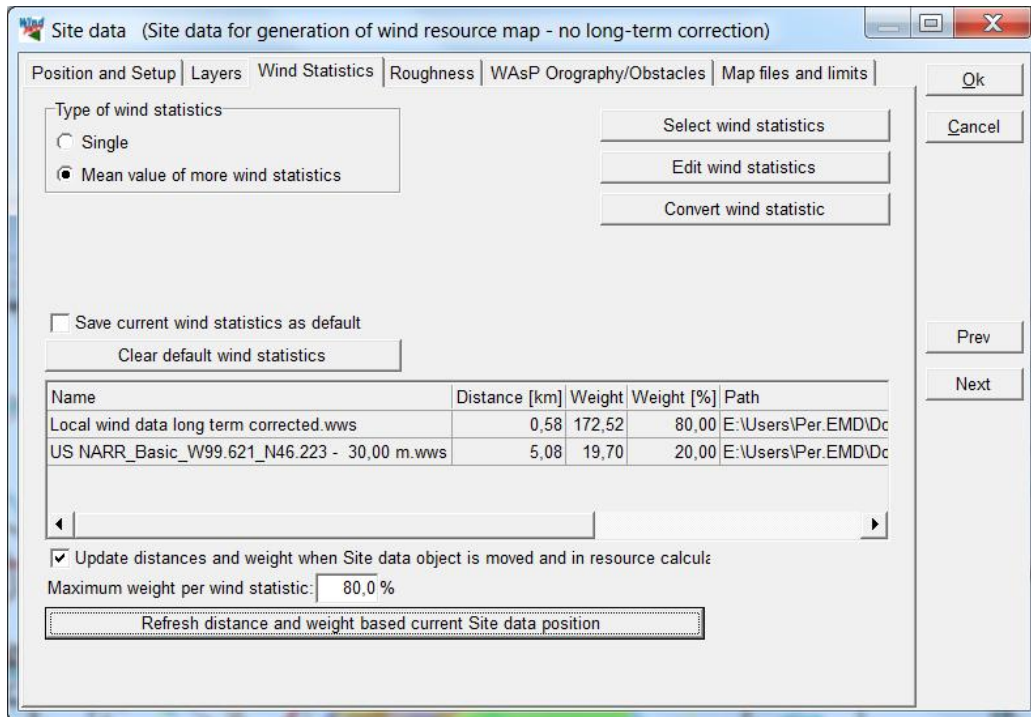 Wind
Site data (Site data for generation of wind resource map - no long-term correction)
X
Position and Setup Layers Wind Statistics Roughness WAsP Orography/Obstacles Map files and limits
Ok
Cancel
Prev
Next
Type of wind statistics
Single
Mean value of more wind statistics
Select wind statistics
Edit wind statistics
Convert wind statistic
Save current wind statistics as default
Clear default wind statistics
Name Distance [km] Weight Weight [%] Path
Local wind data long term corrected.wws 0,58 172,52 80,00 E:\Users\Per.EMD\Dc
US NARR_Basic_W99.621_N46.223 - 30,00 m.wws 5,08 19,70 20,00 E:\Users\Per.EMD\Dc
Update distances and weight when Site data object is moved and in resource calcula
Maximum weight per wind statistic: 80,0 %
Refresh distance and weight based current Site data position